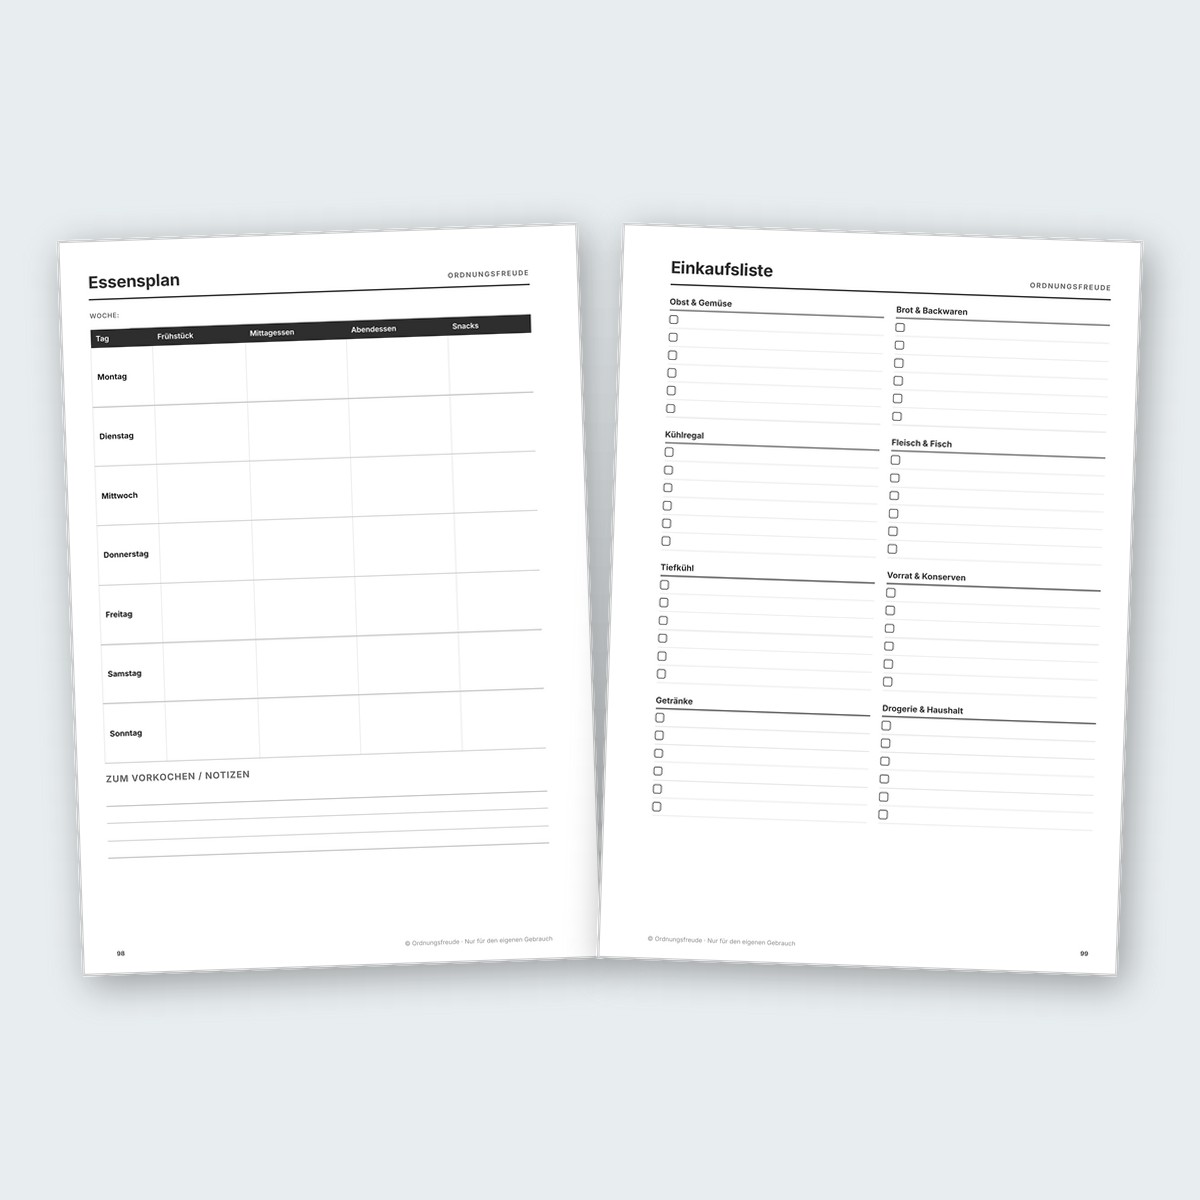 Essensplan
ORDNUNGSFREUDE
WOCHE:
Tag Frühstück Mittagessen Abendessen Snacks
Montag
Dienstag
Mittwoch
Donnerstag
Freitag
Samstag
Sonntag
ZUM VORKOCHEN / NOTIZEN
© Ordnungsfreude · Nur für den eigenen Gebrauch
98
Einkaufsliste
ORDNUNGSFREUDE
Obst & Gemüse
Brot & Backwaren
Kühlregal
Fleisch & Fisch
Tiefkühl
Vorrat & Konserven
Getränke
Drogerie & Haushalt
© Ordnungsfreude · Nur für den eigenen Gebrauch
99